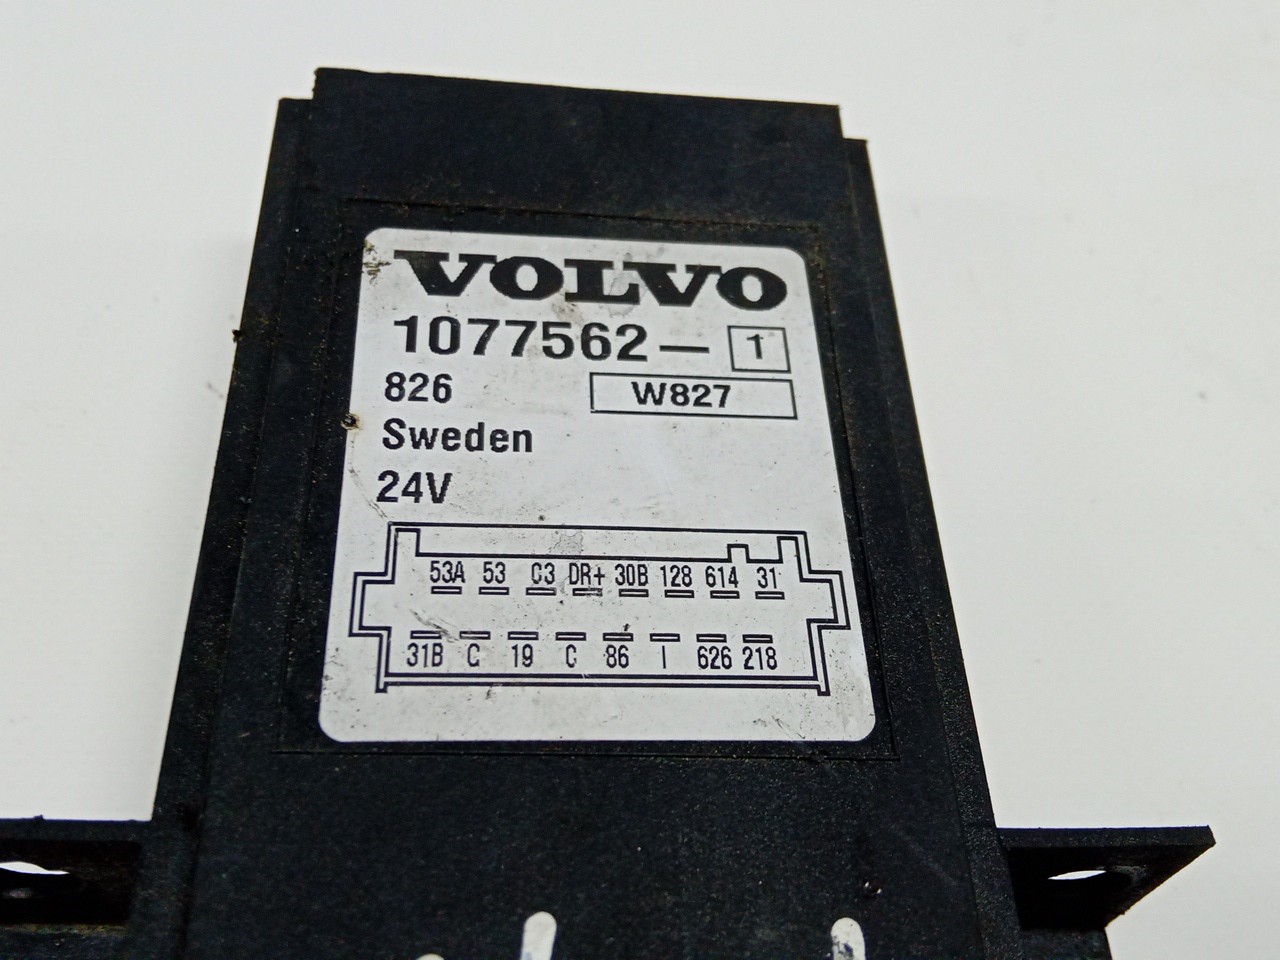 VOLVO
1077562– 1
826 W827
Sweden
24V
53A 53 C3 DR+ 30B 128 614 31
31B C 19 C 86 I 626 218